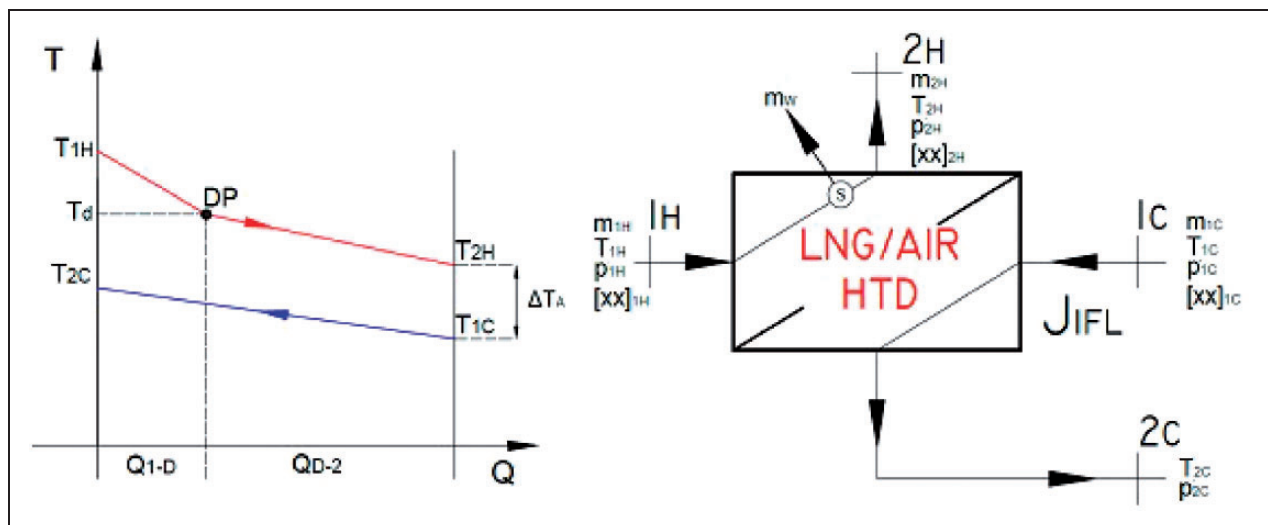 T
T1H
DP
Td
T2H
T2C
ΔTA
T1C
Q1-D
QD-2
Q
2H
m2H
T2H
p2H
[xx]2H
mw
S
1H
m1H
T1H
p1H
[xx]1H
LNG/AIR
HTD
1C
m1C
T1C
p1C
[xx]1C
JIFL
2C
T2C
p2C